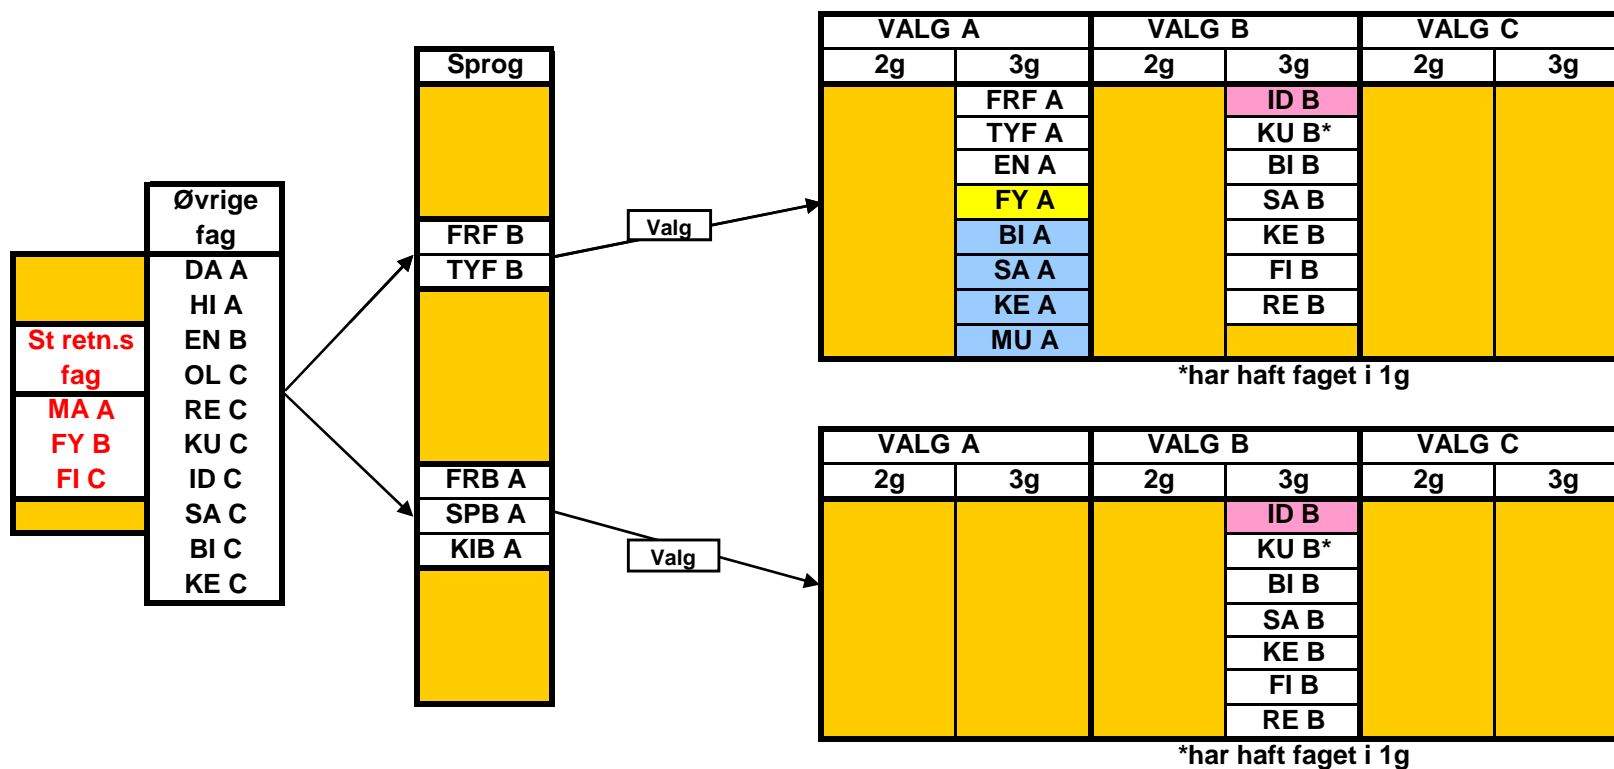 St retn.s
fag
MA A
FY B
FI C
Øvrige
fag
DA A
HI A
EN B
OL C
RE C
KU C
ID C
SA C
BI C
KE C
Sprog
FRF B
TYF B
FRB A
SPB A
KIB A
Valg
Valg
VALG A VALG B VALG C
2g 3g 2g 3g 2g 3g
FRF A ID B
TYF A KU B*
EN A BI B
FY A SA B
BI A KE B
SA A FI B
KE A RE B
MU A
*har haft faget i 1g
VALG A VALG B VALG C
2g 3g 2g 3g 2g 3g
ID B
KU B*
BI B
SA B
KE B
FI B
RE B
*har haft faget i 1g